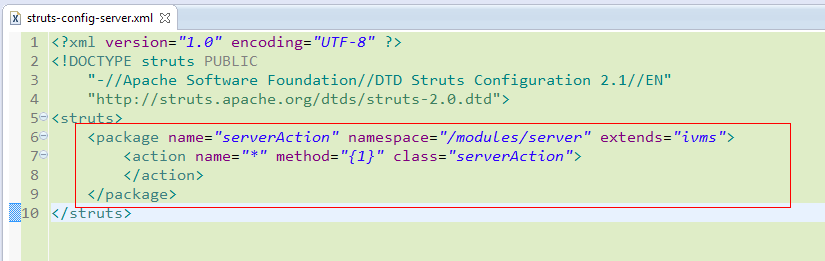 struts-config-server.xml
1 <?xml version="1.0" encoding="UTF-8" ?>
2 <!DOCTYPE struts PUBLIC
3 "-//Apache Software Foundation//DTD Struts Configuration 2.1//EN"
4 "http://struts.apache.org/dtds/struts-2.0.dtd">
5 <struts>
6 <package name="serverAction" namespace="/modules/server" extends="ivms">
7 <action name="*" method="{1}" class="serverAction">
8 </action>
9 </package>
10 </struts>